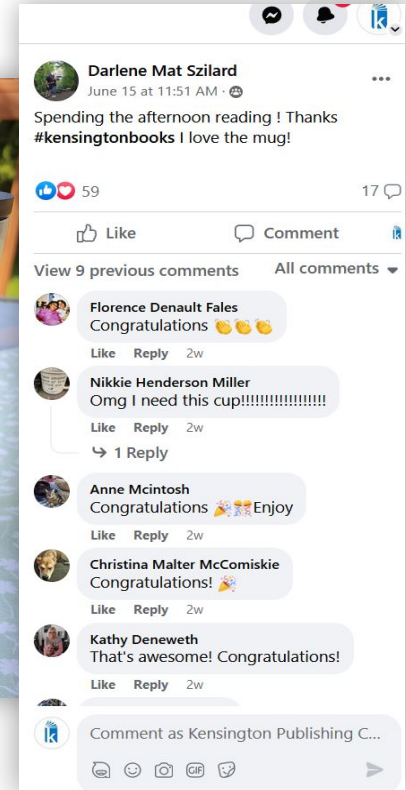 Darlene Mat Szilard
June 15 at 11:51 AM ·
Spending the afternoon reading ! Thanks
#kensingtonbooks I love the mug!
59
17
Like Comment
View 9 previous comments All comments
Florence Denault Fales
Congratulations 👏👏👏
Like Reply 2w
Nikkie Henderson Miller
Omg I need this cup!!!!!!!!!!!!!!!!!!!
Like Reply 2w
1 Reply
Anne Mcintosh
Congratulations 🎉🎊Enjoy
Like Reply 2w
Christina Malter McComiskie
Congratulations! 🎉
Like Reply 2w
Kathy Deneweth
That's awesome! Congratulations!
Like Reply 2w
Comment as Kensington Publishing C...
GIF